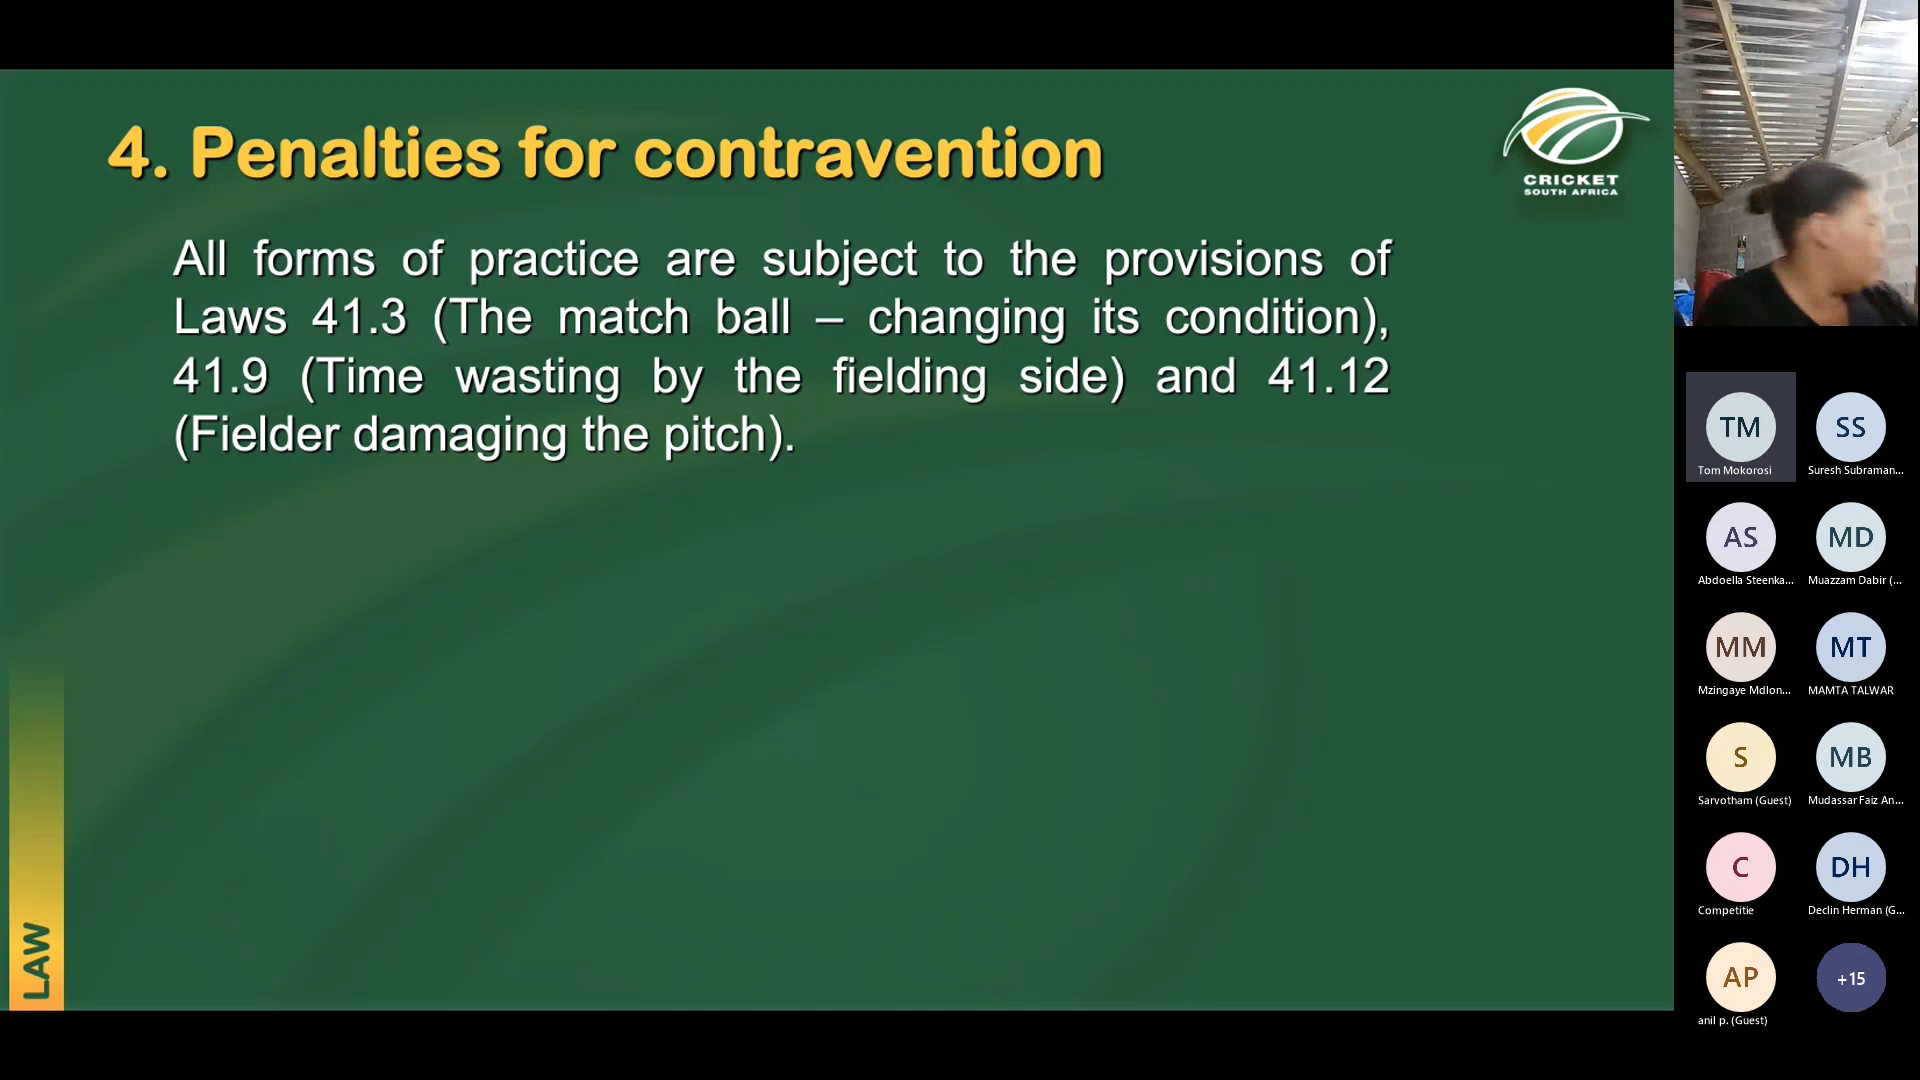 4. Penalties for contravention
CRICKET
SOUTH AFRICA
All forms of practice are subject to the provisions of
Laws 41.3 (The match ball – changing its condition),
41.9 (Time wasting by the fielding side) and 41.12
(Fielder damaging the pitch).
LAW
TM
Tom Mokorosi
SS
Suresh Subraman...
AS
Abdoella Steenka...
MD
Muazzam Dabir (...
MM
Mzingaye Mdlon...
MT
MAMTA TALWAR
S
Sarvotham (Guest)
MB
Mudassar Faiz An...
C
Competitie
DH
Declin Herman (G...
AP
anil p. (Guest)
+15